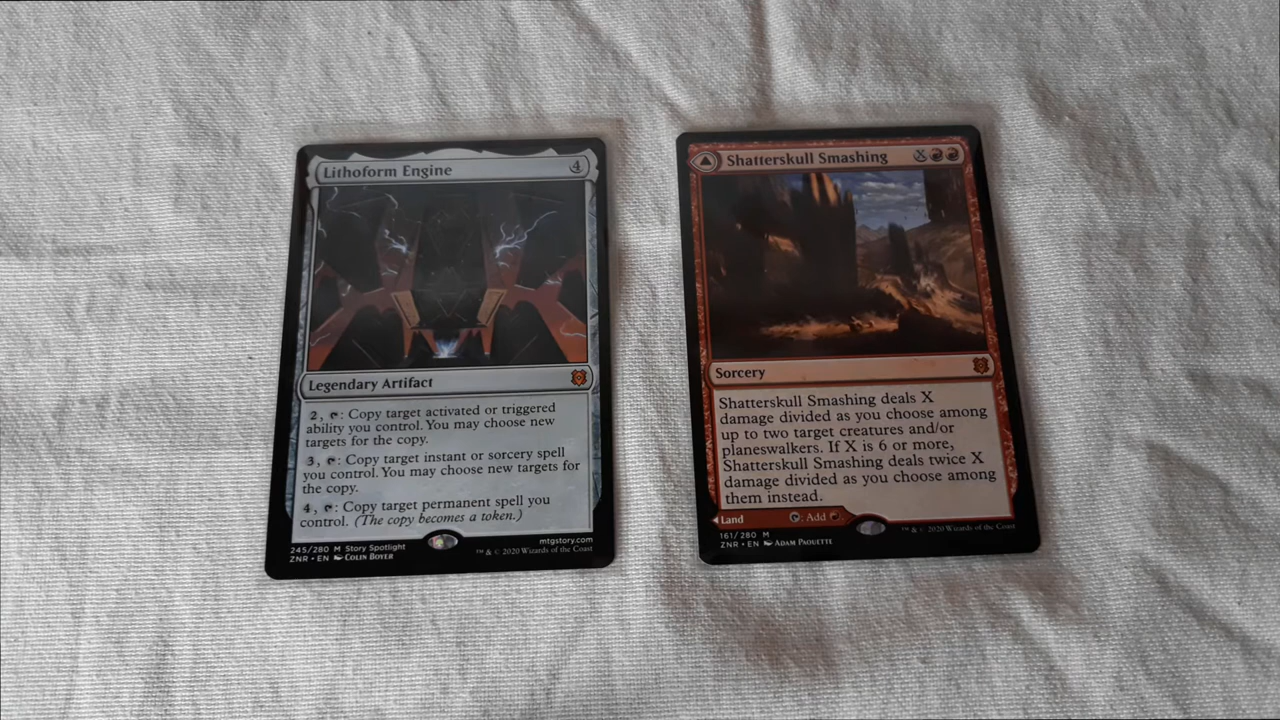 Lithoform Engine 4
Legendary Artifact
2, : Copy target activated or triggered
ability you control. You may choose new
targets for the copy.
3, : Copy target instant or sorcery spell
you control. You may choose new targets for
the copy.
4, : Copy target permanent spell you
control. (The copy becomes a token.)
245/280 M Story Spotlight
ZNR • EN Colin Boyer
mtgstory.com
™ & © 2020 Wizards of the Coast
Shatterskull Smashing X
Sorcery
Shatterskull Smashing deals X
damage divided as you choose among
up to two target creatures and/or
planeswalkers. If X is 6 or more,
Shatterskull Smashing deals twice X
damage divided as you choose among
them instead.
Land : Add .
161/280 M
ZNR • EN Adam Paquette
™ & © 2020 Wizards of the Coast